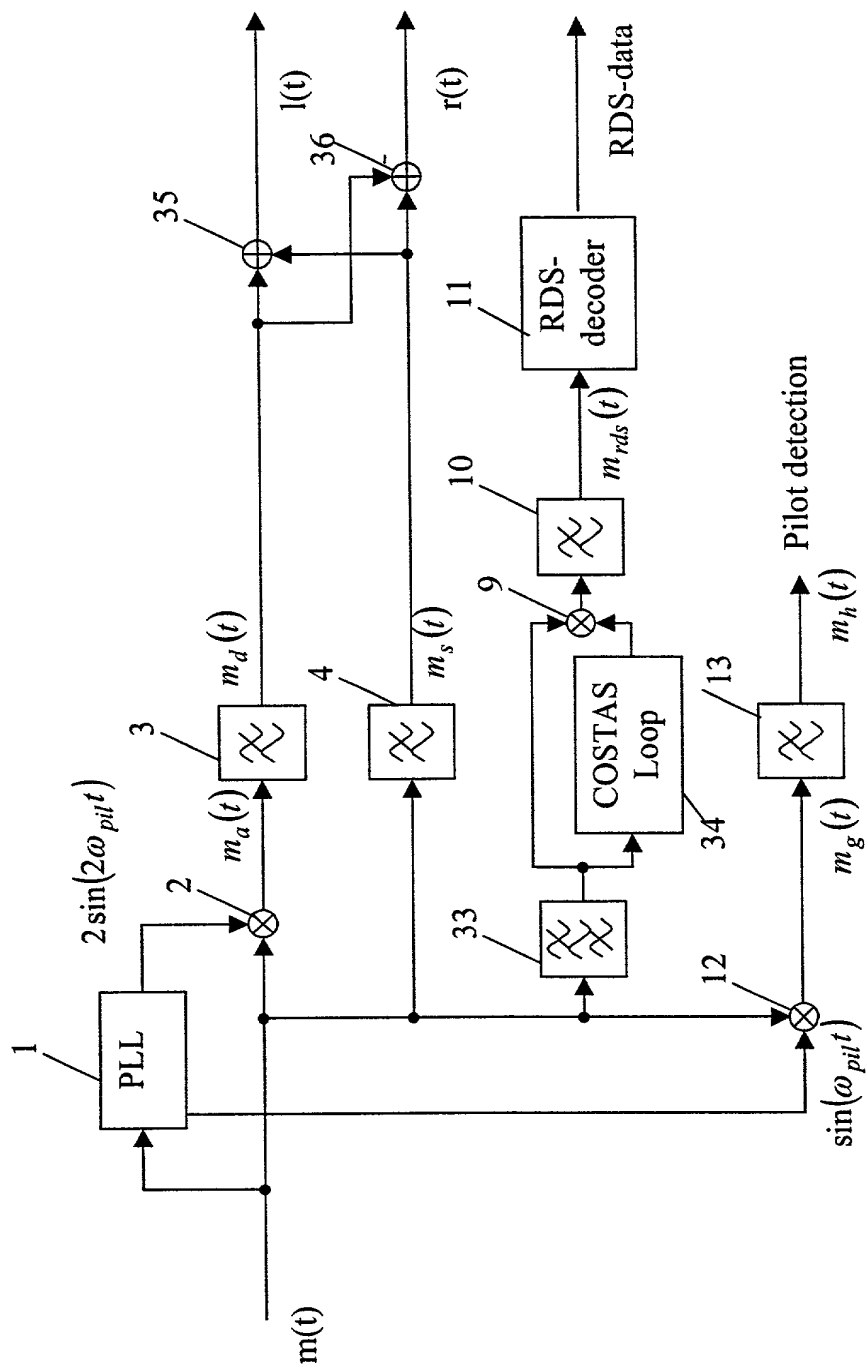 m(t)
1
PLL
2sin(2ω_pil t)
2
m_a(t)
3
m_d(t)
35
l(t)
4
m_s(t)
36
-
r(t)
33
COSTAS
Loop
34
9
10
m_rds(t)
11
RDS-
decoder
RDS-data
sin(ω_pil t)
12
m_g(t)
13
m_h(t)
Pilot detection